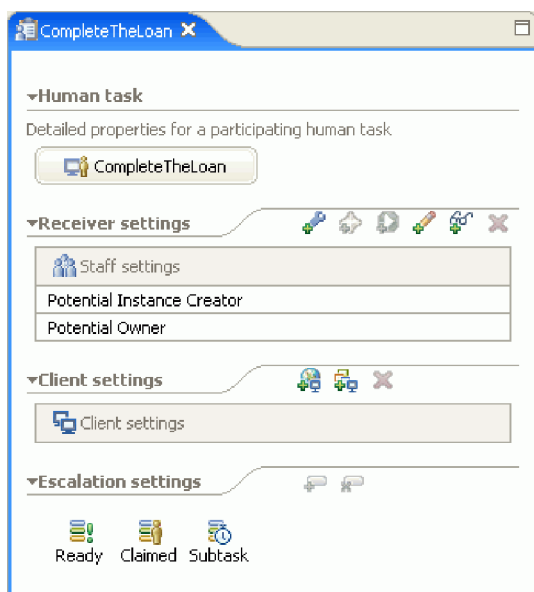 CompleteTheLoan
Human task
Detailed properties for a participating human task
CompleteTheLoan
Receiver settings
Staff settings
Potential Instance Creator
Potential Owner
Client settings
Client settings
Escalation settings
Ready Claimed Subtask